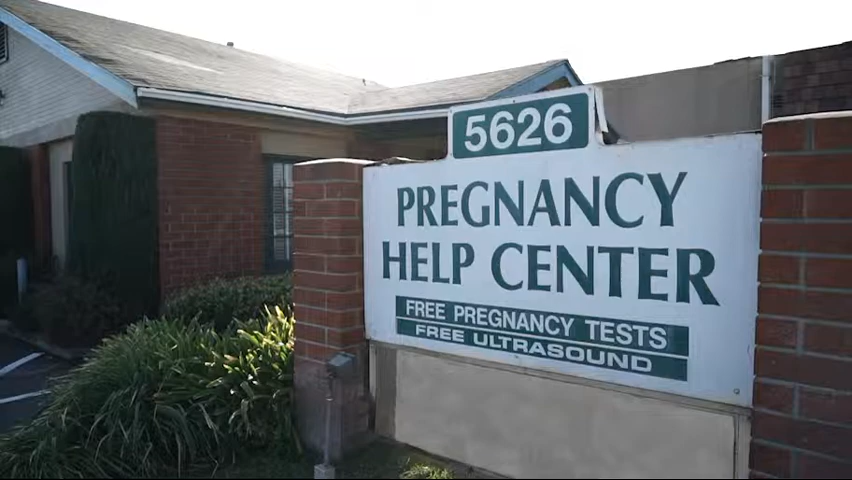 5626
PREGNANCY
HELP CENTER
FREE PREGNANCY TESTS
FREE ULTRASOUND